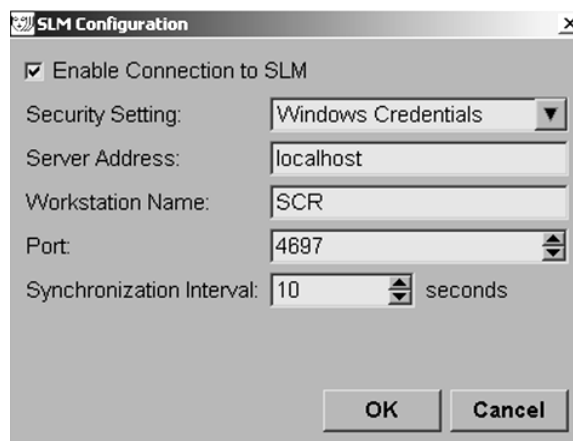 SLM Configuration
Enable Connection to SLM
Security Setting: Windows Credentials
Server Address: localhost
Workstation Name: SCR
Port: 4697
Synchronization Interval: 10 seconds
OK Cancel